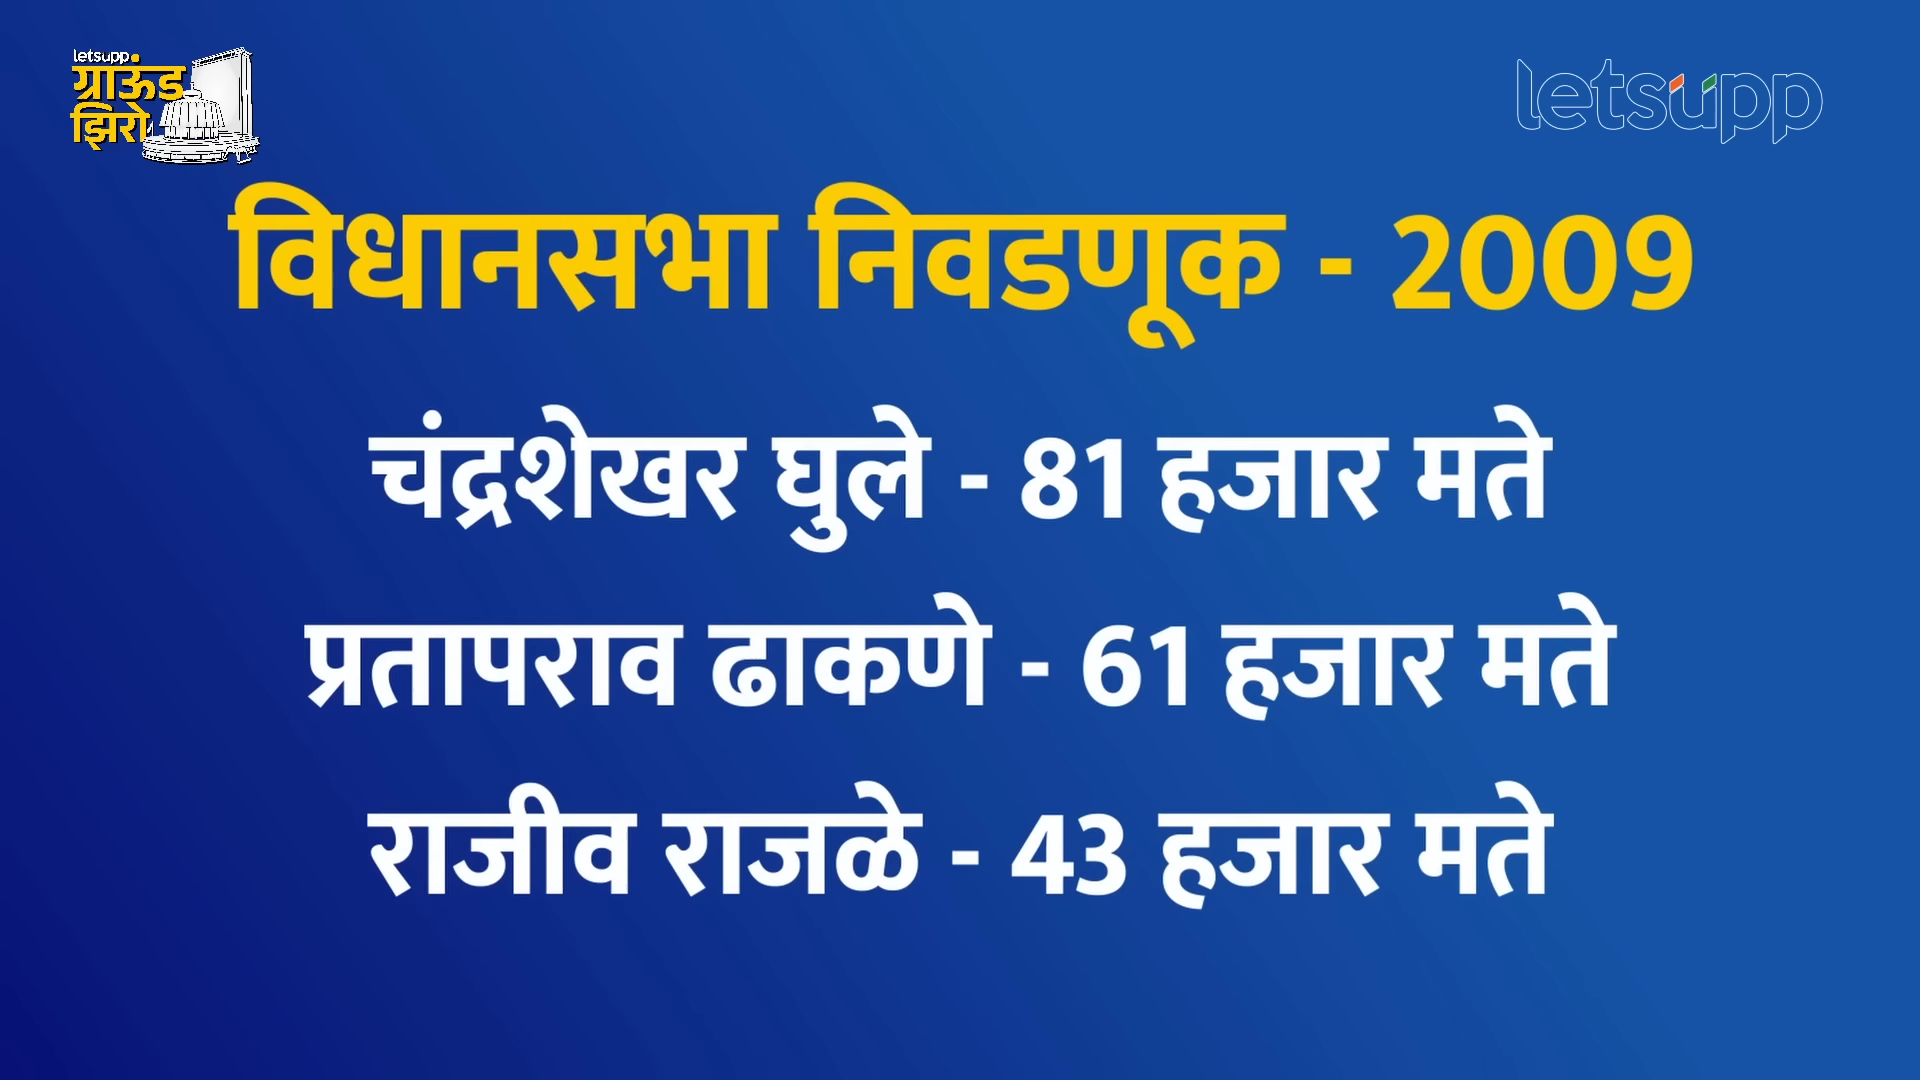 letsupp
ग्राऊंड
झिरो
letsupp
विधानसभा निवडणूक - 2009
चंद्रशेखर घुले - 81 हजार मते
प्रतापराव ढाकणे - 61 हजार मते
राजीव राजळे - 43 हजार मते